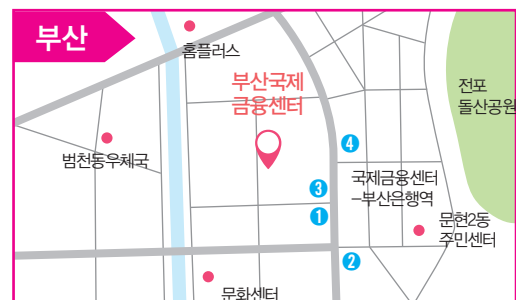 부산
홈플러스
부산국제
금융센터
전포
돌산공원
범천동우체국
4
국제금융센터
-부산은행역
3
1
문현2동
주민센터
2
문화센터